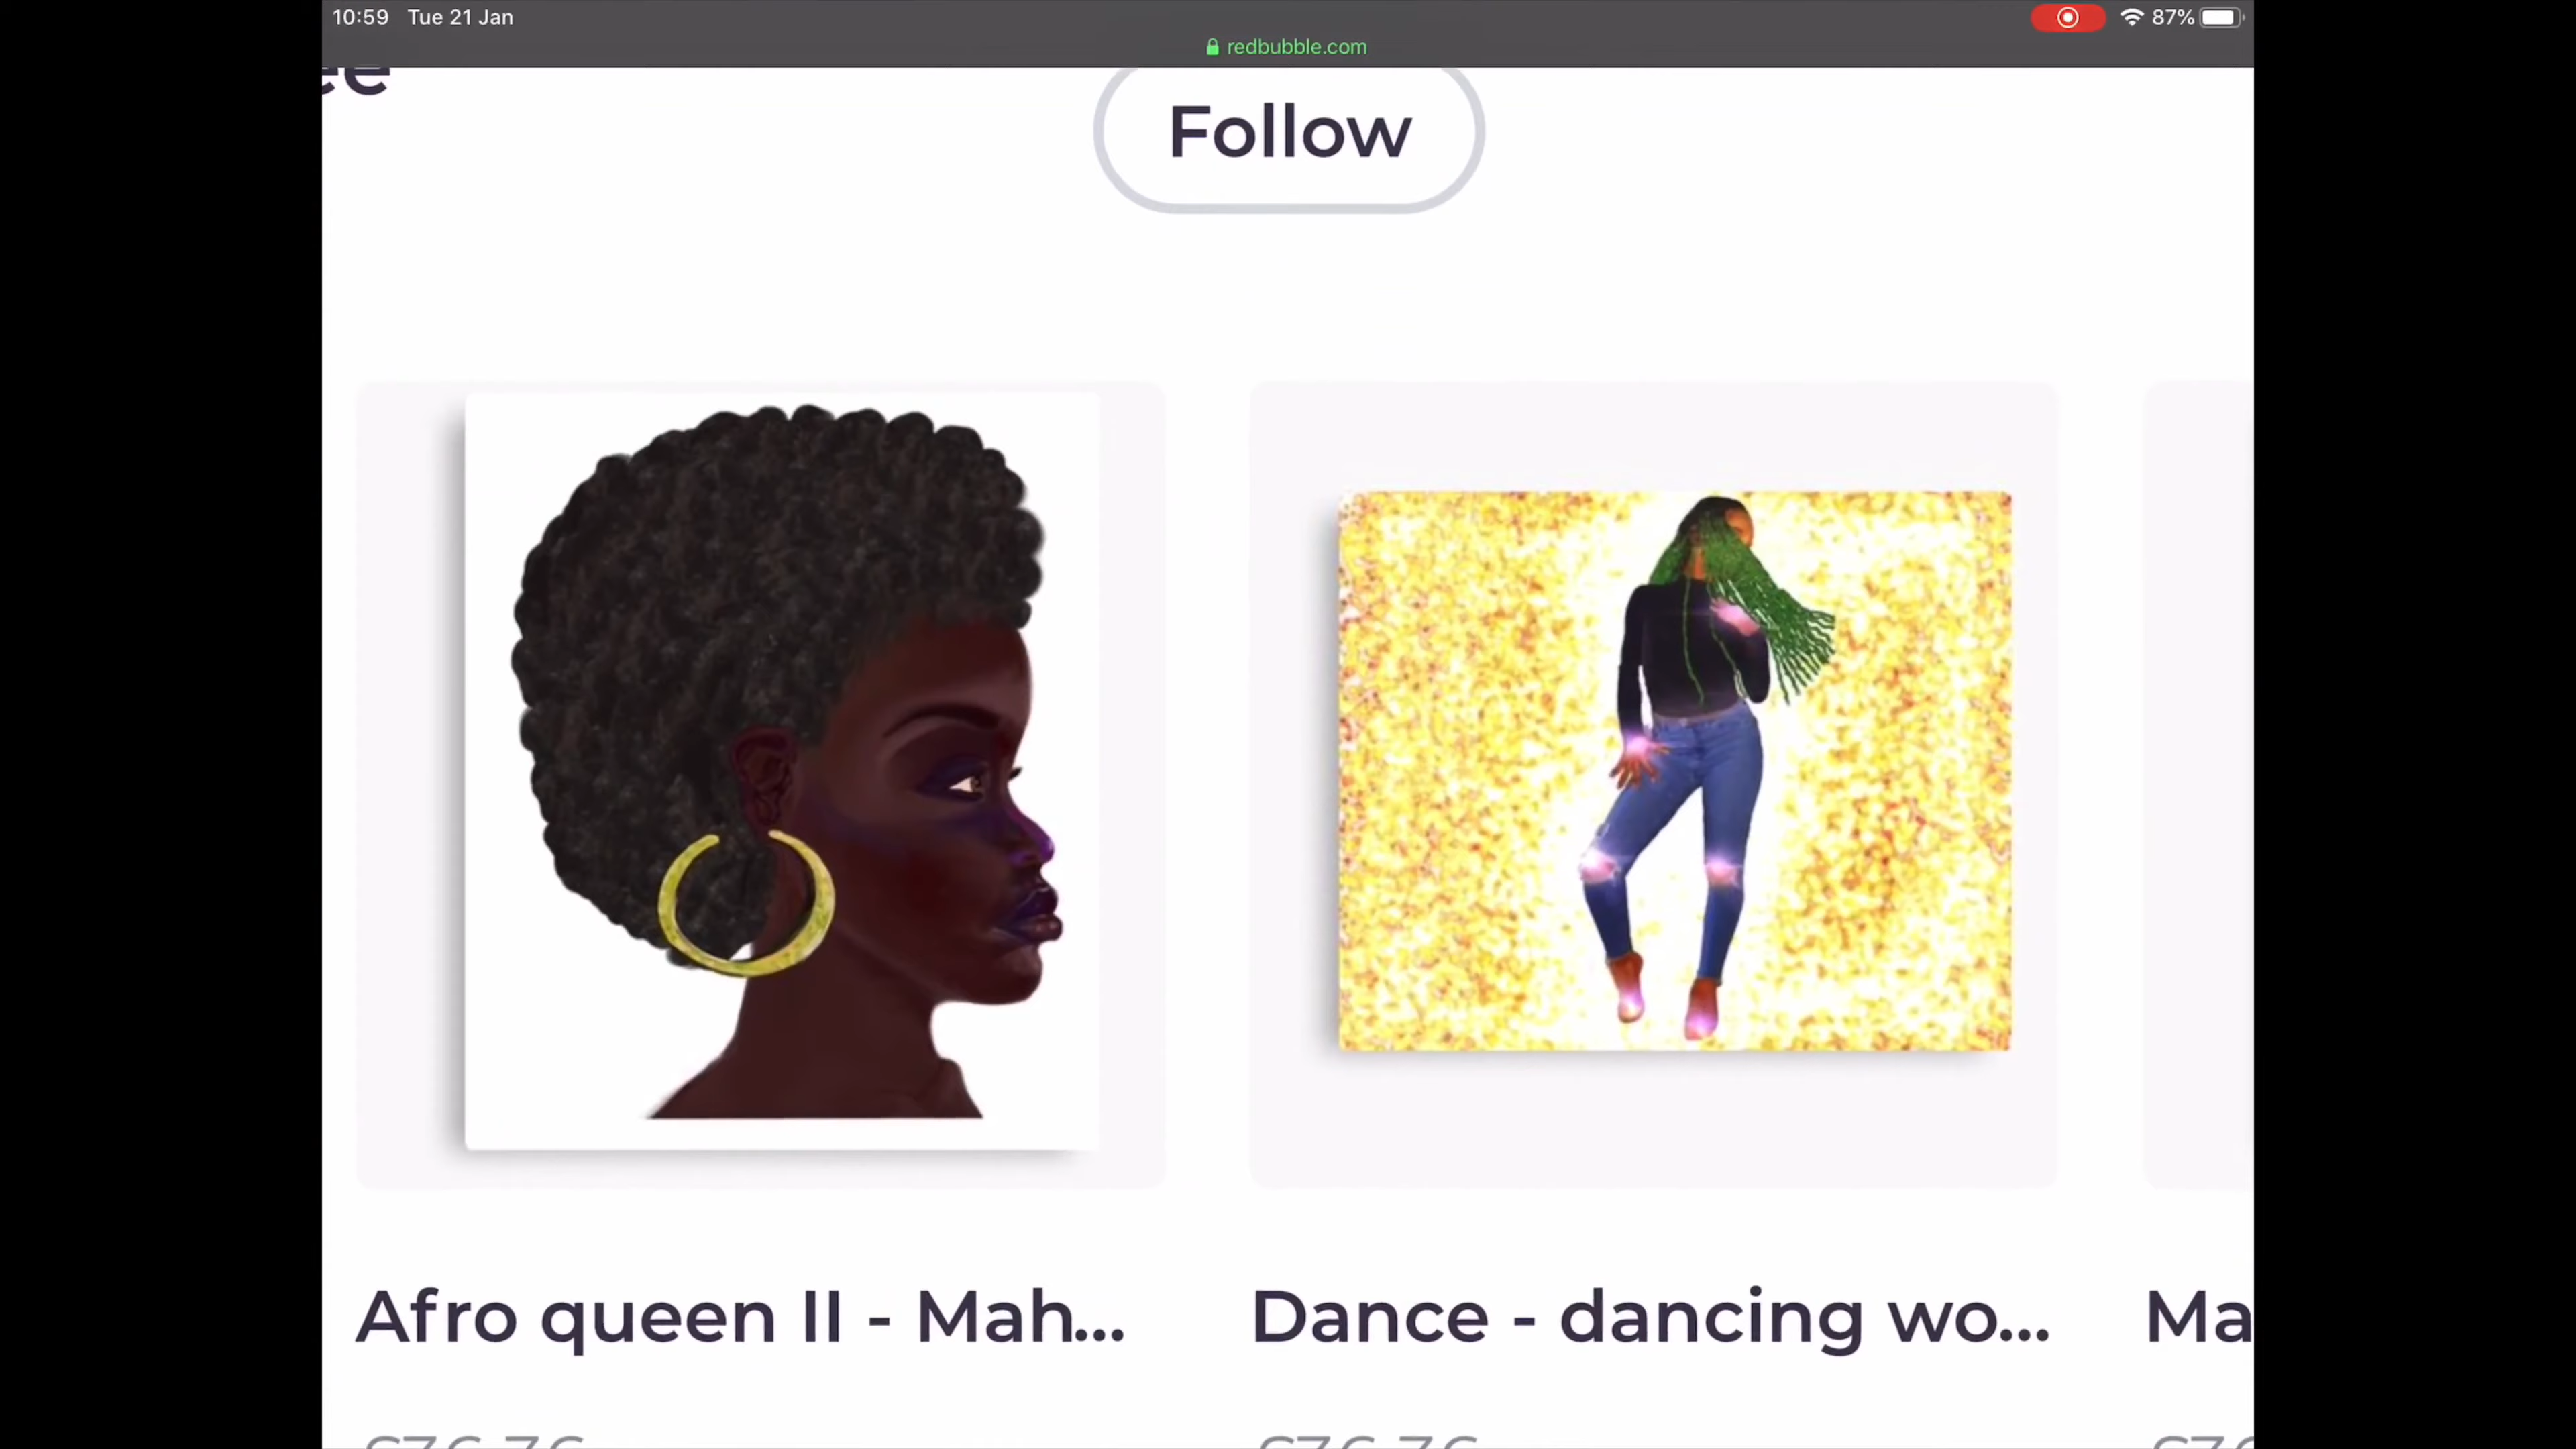 10:59 Tue 21 Jan
87%
redbubble.com
Follow
Afro queen II - Mah...
Dance - dancing wo...
Ma